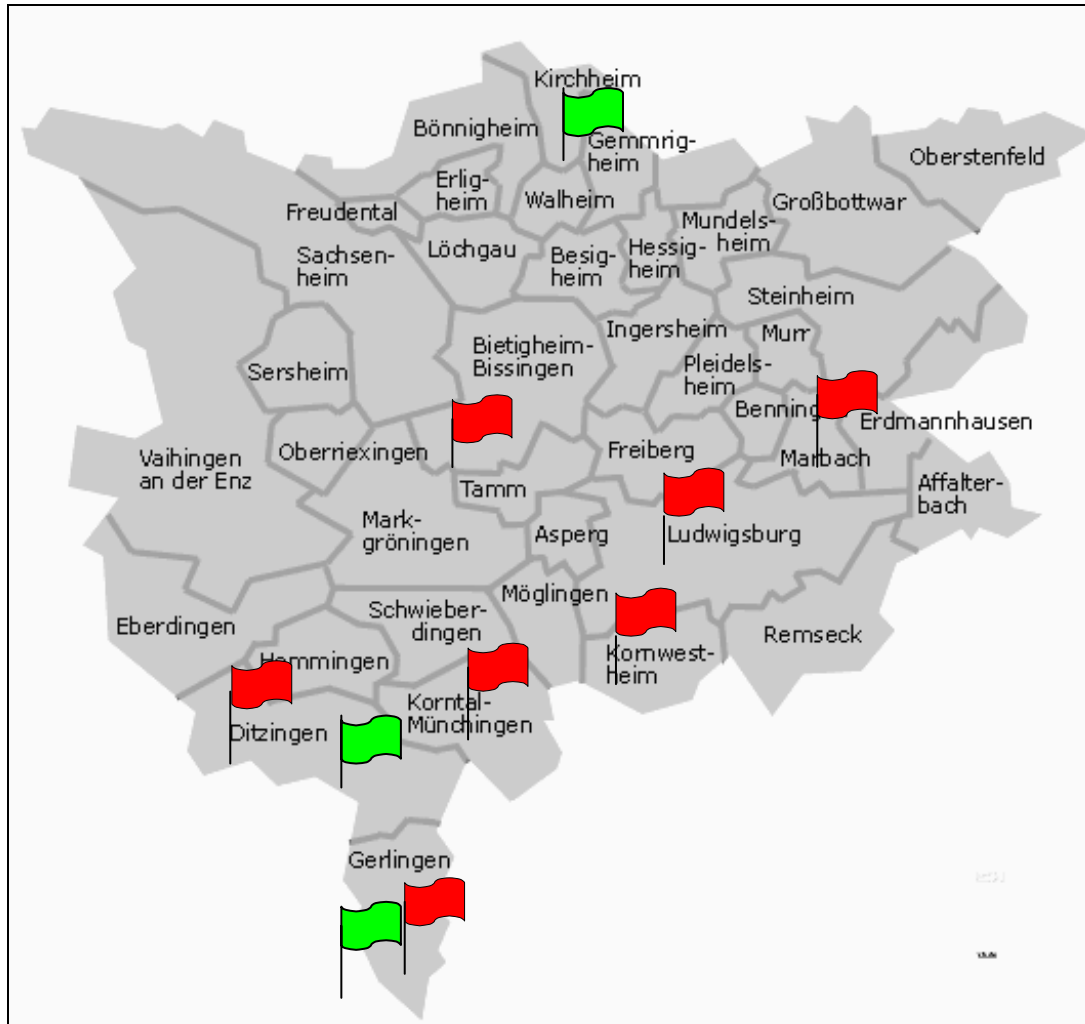 Kirchheim
Bönnigheim
Gemmrig-
heim
Oberstenfeld
Erlig-
heim
Walheim
Großbottwar
Freudental
Mundels-
heim
Löchgau
Sachsen-
heim
Besig-
heim
Hessig-
heim
Steinheim
Ingersheim
Murr
Bietigheim-
Bissingen
Sersheim
Pleidels-
heim
Benning
Erdmannhausen
Oberriexingen
Freiberg
Marbach
Vaihingen
an der Enz
Tamm
Affalter-
bach
Mark-
gröningen
Asperg
Ludwigsburg
Möglingen
Schwieber-
dingen
Eberdingen
Remseck
Hemmingen
Kornwest-
heim
Korntal-
Münchingen
Ditzingen
Gerlingen